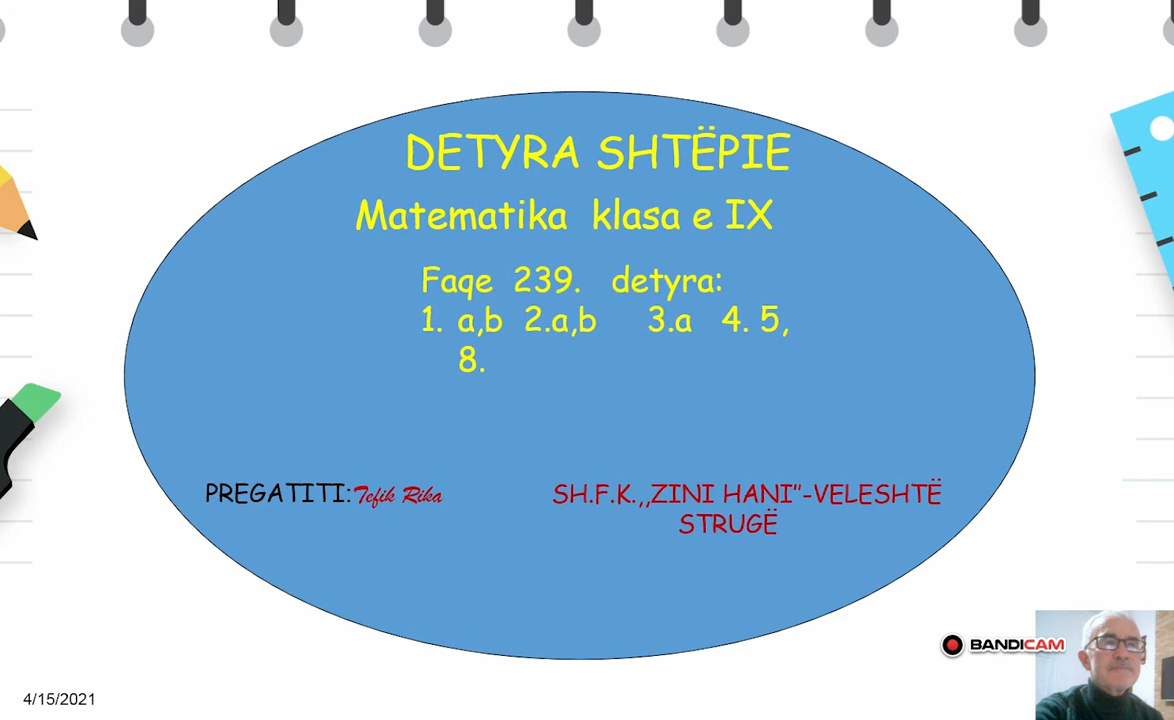 DETYRA SHTËPIE
Matematika klasa e IX
Faqe 239. detyra:
1. a,b 2.a,b 3.a 4. 5,
8.
PREGATITI:Tefik Rika
SH.F.K.,,ZINI HANI”-VELESHTË
STRUGË
BANDICAM
4/15/2021